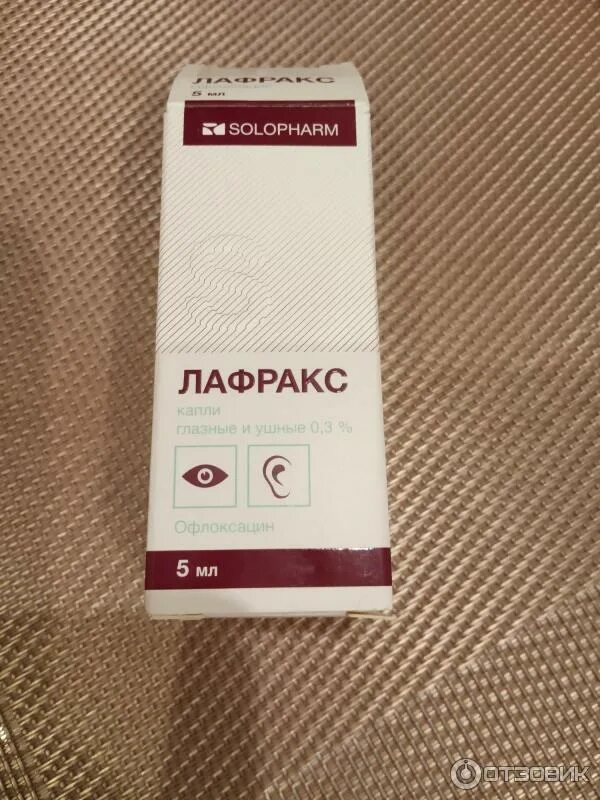 ЛАФРАКС
5 мл
SOLOPHARM
ЛАФРАКС
капли
глазные и ушные 0,3 %
Офлоксацин
5 мл
ОТЗОВИК